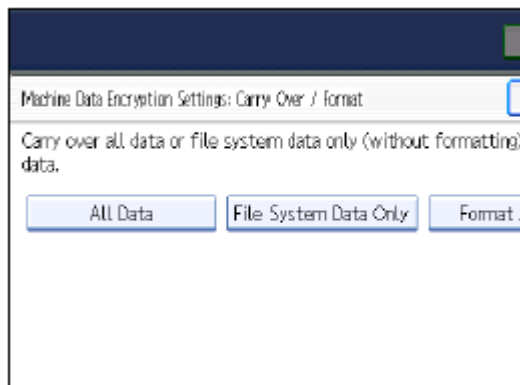 Machine Data Encryption Settings: Carry Over / Format
Carry over all data or file system data only (without formatting)
data.
All Data
File System Data Only
Format